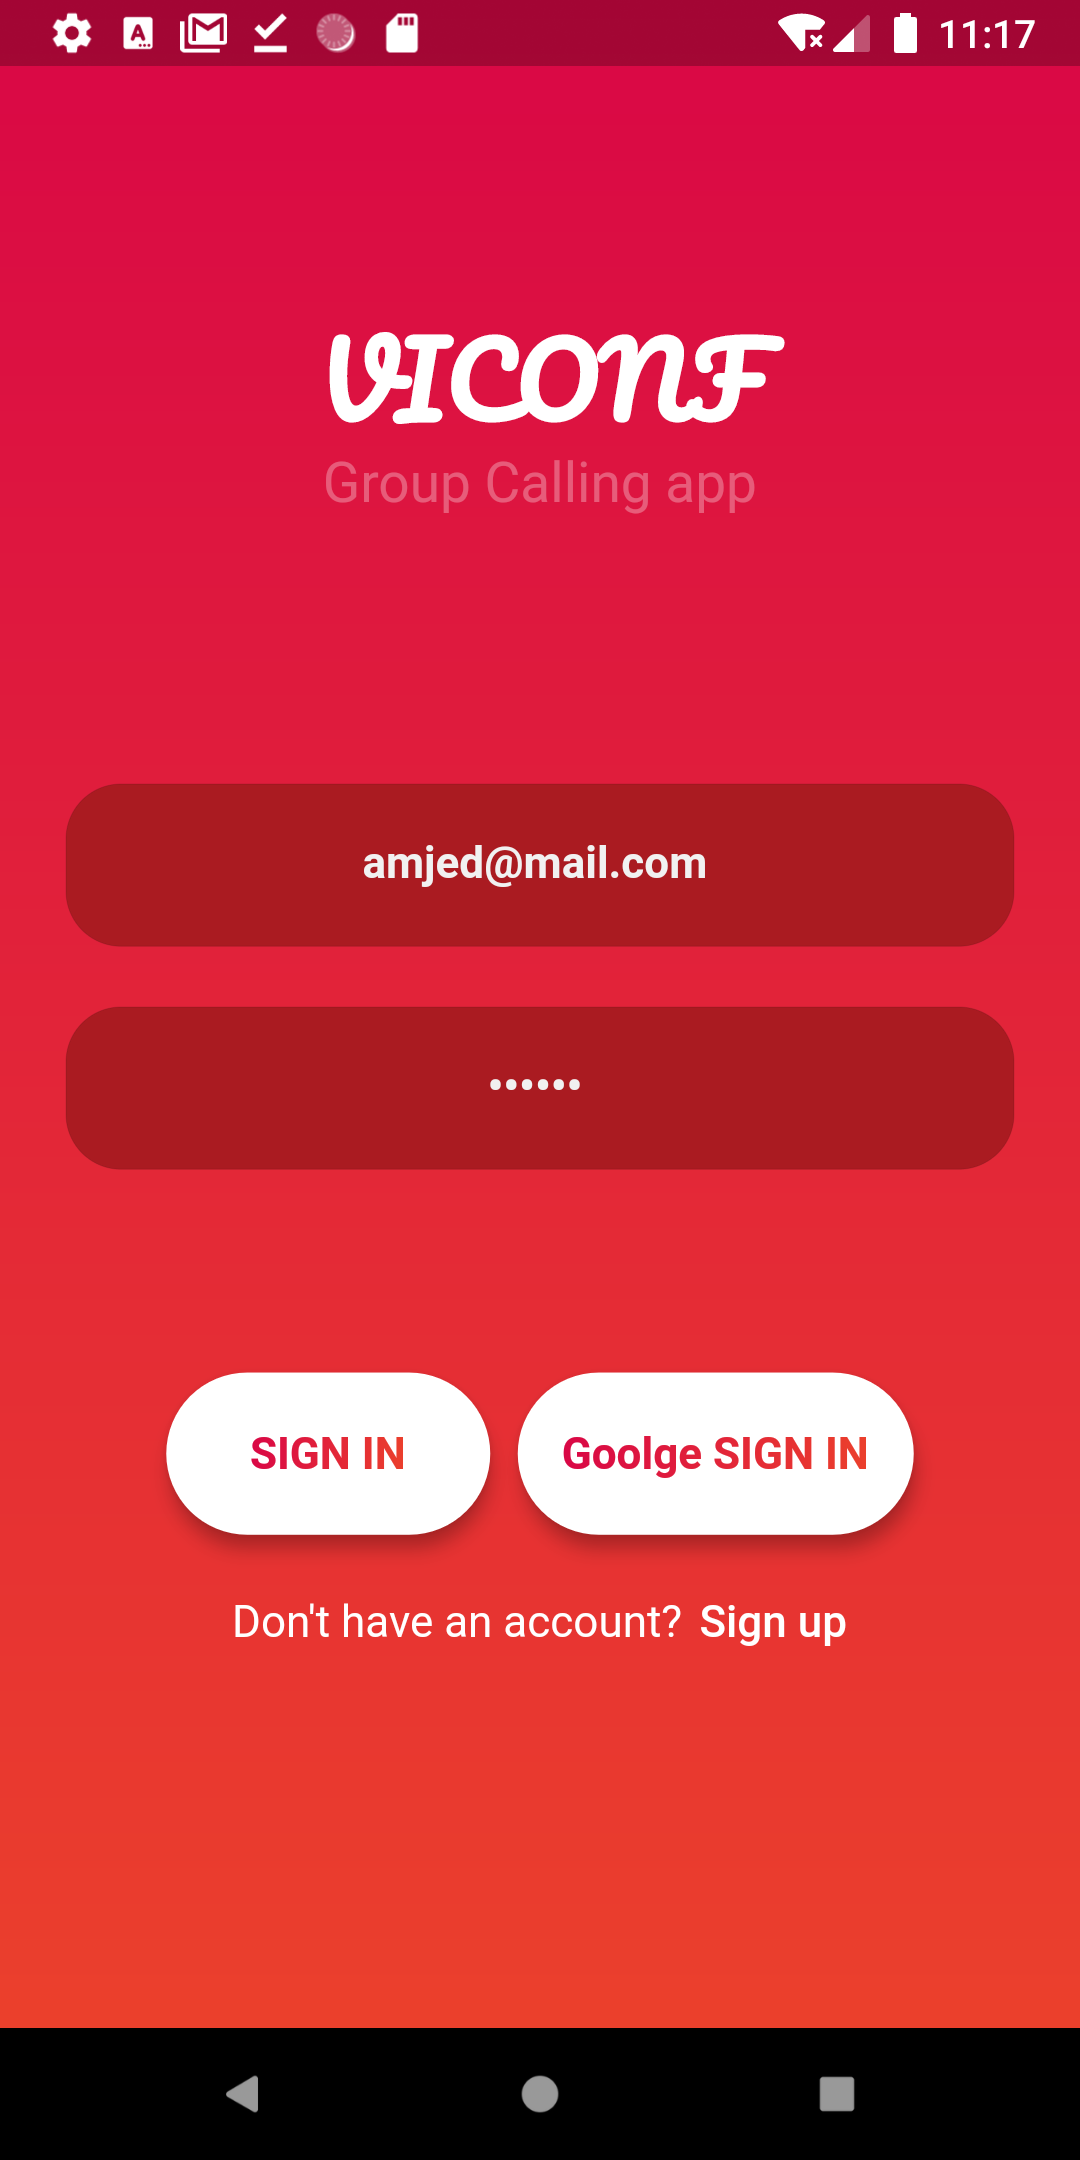 11:17
VICONF
Group Calling app
amjed@mail.com
••••••
SIGN IN
Goolge SIGN IN
Don't have an account? Sign up